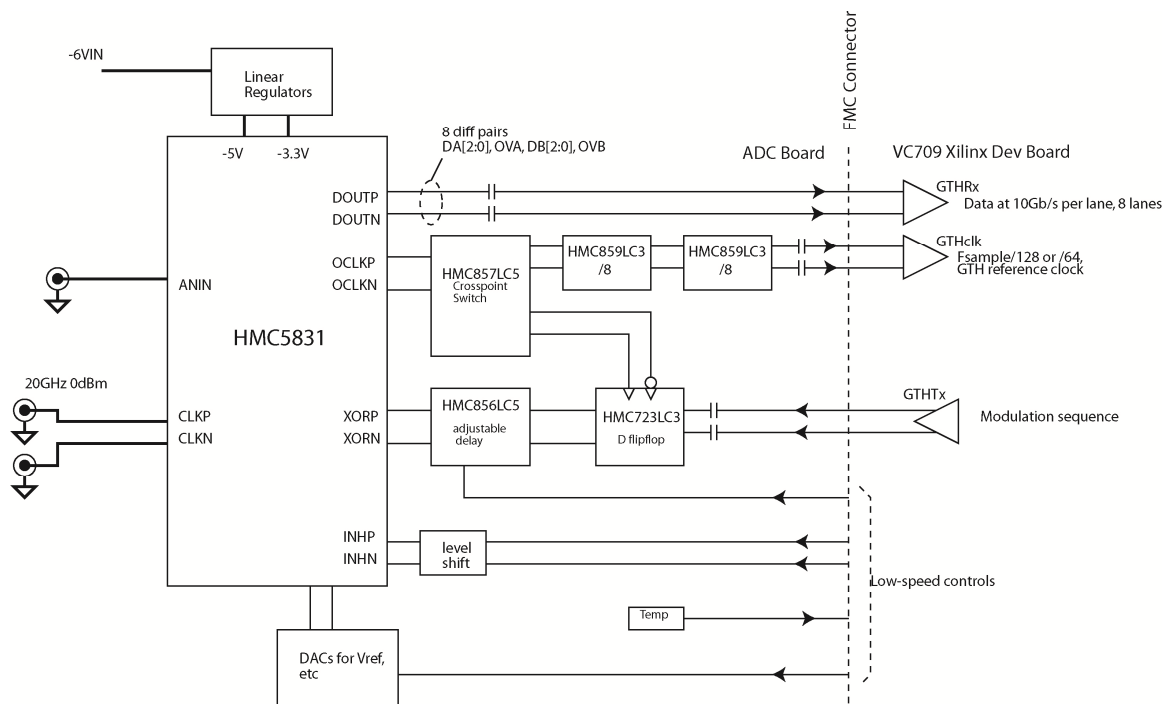 FMC Connector
-6VIN
Linear
Regulators
-5V
-3.3V
8 diff pairs
DA[2:0], OVA, DB[2:0], OVB
ADC Board
VC709 Xilinx Dev Board
DOUTP
DOUTN
GTHRx
Data at 10Gb/s per lane, 8 lanes
OCLKP
OCLKN
HMC857LC5
Crosspoint
Switch
HMC859LC3
/8
HMC859LC3
/8
GTHclk
Fsample/128 or /64,
GTH reference clock
ANIN
HMC5831
20GHz 0dBm
CLKP
CLKN
XORP
XORN
HMC856LC5
adjustable
delay
HMC723LC3
D flipflop
GTHTx
Modulation sequence
INHP
INHN
level
shift
Low-speed controls
Temp
DACs for Vref,
etc